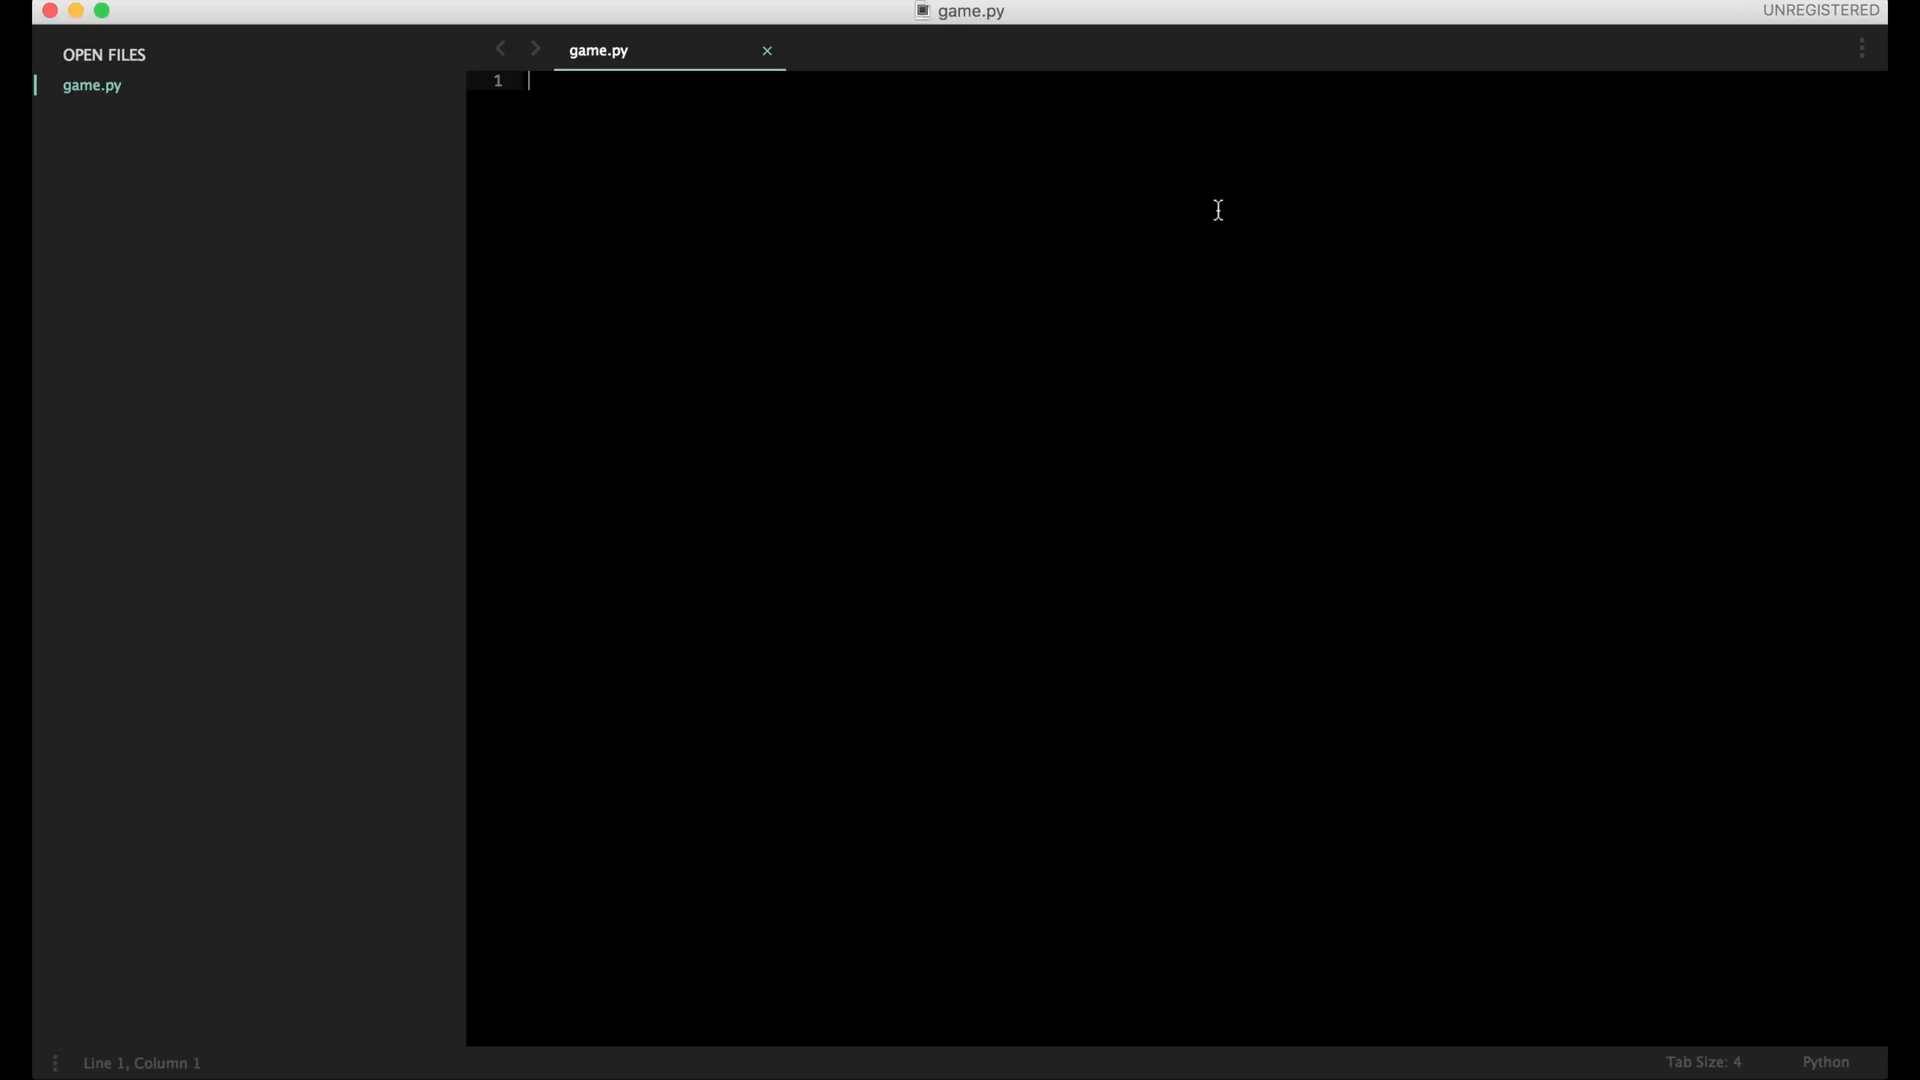 game.py
UNREGISTERED
OPEN FILES
game.py
game.py
1
Line 1, Column 1
Tab Size: 4
Python